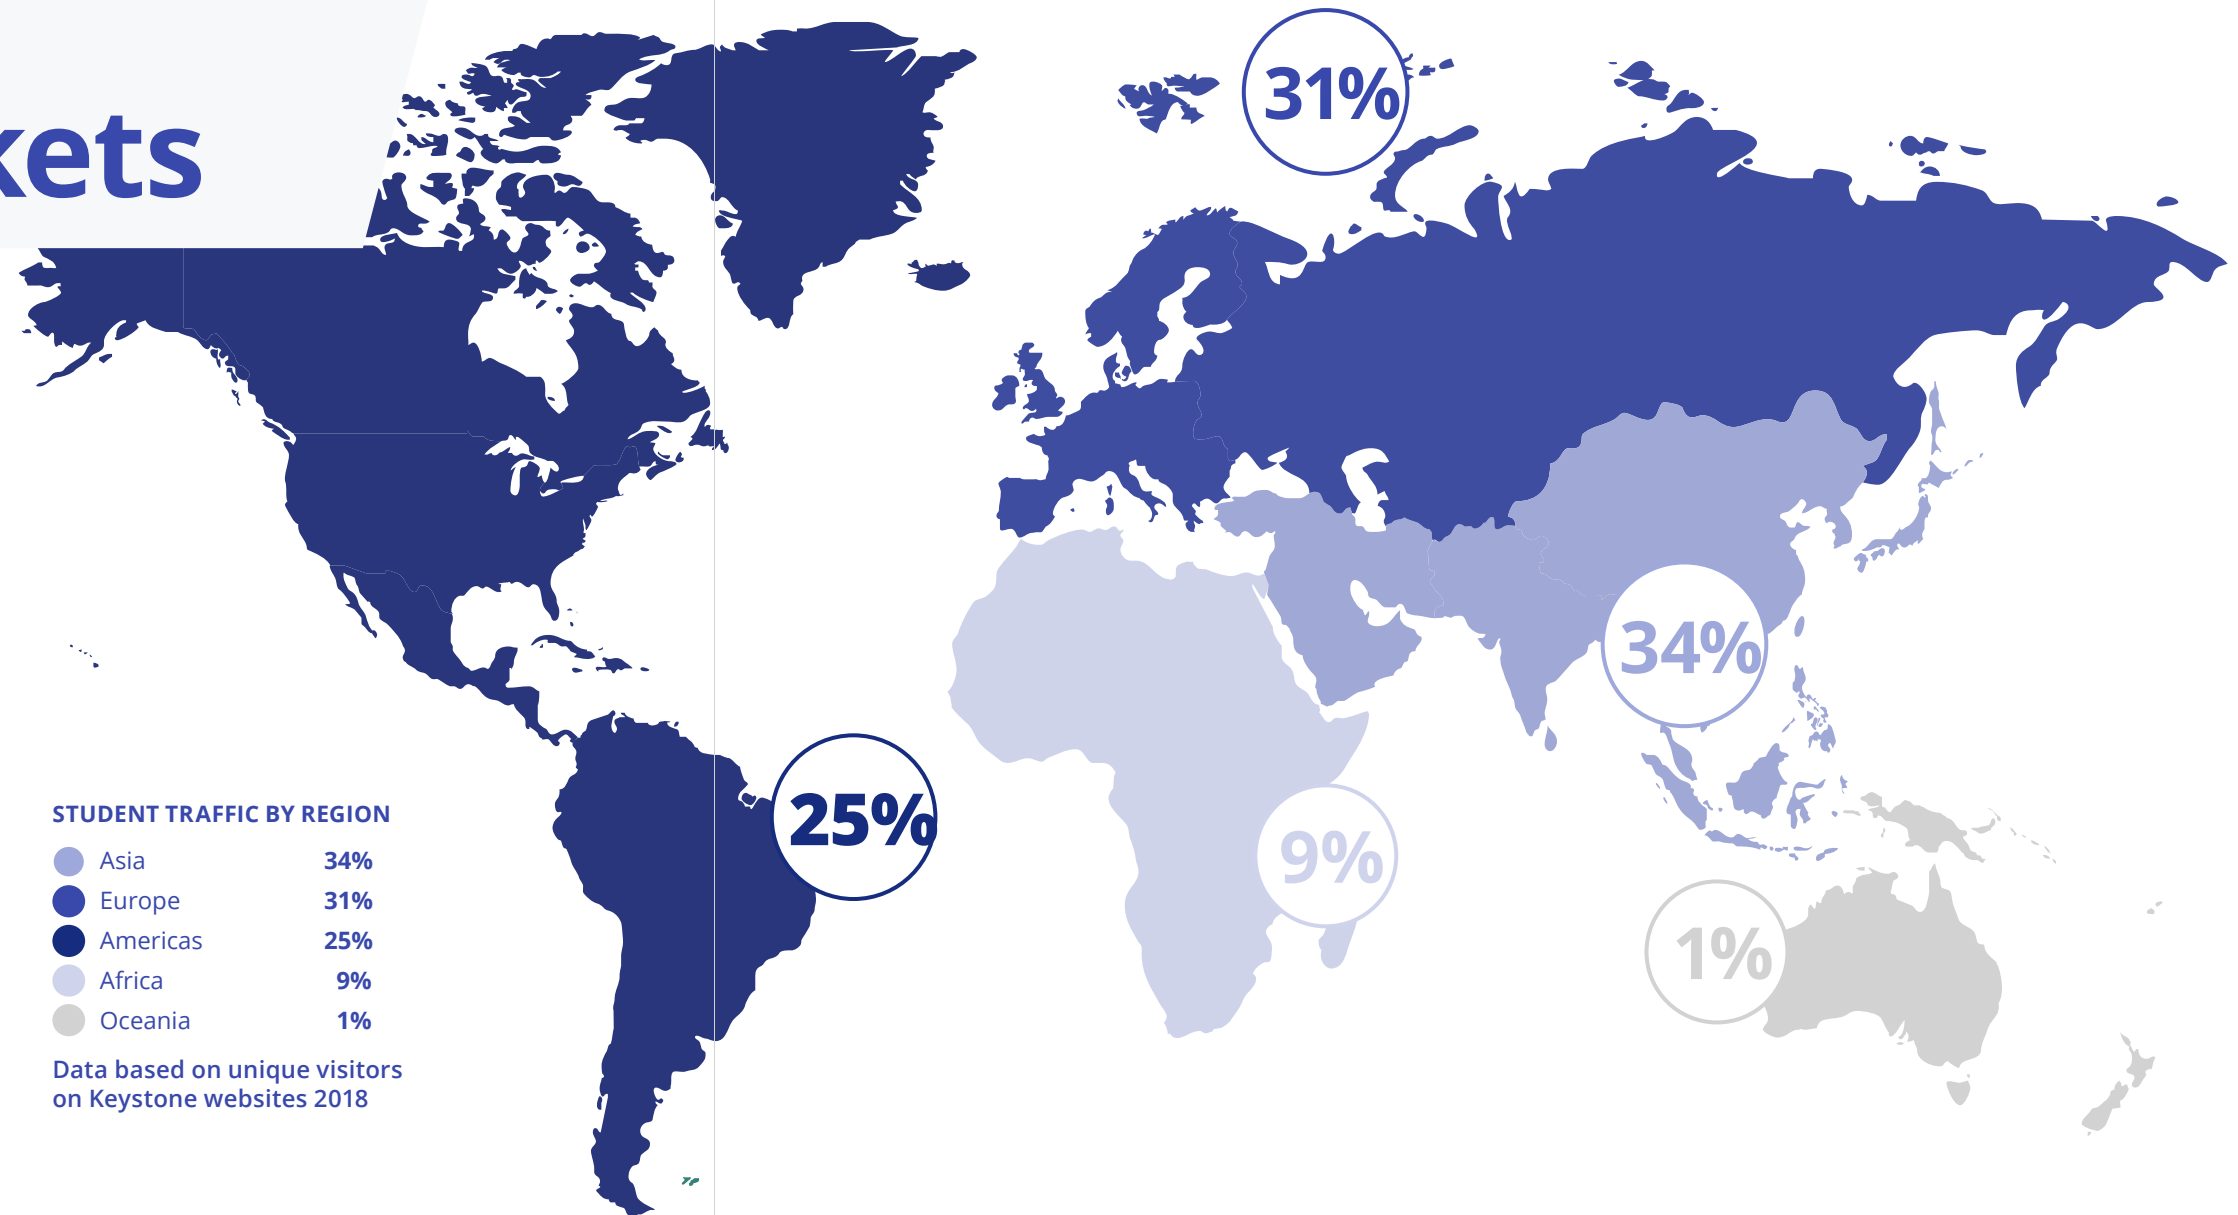 kets
31%
34%
25%
9%
1%
STUDENT TRAFFIC BY REGION
Asia 34%
Europe 31%
Americas 25%
Africa 9%
Oceania 1%
Data based on unique visitors
on Keystone websites 2018